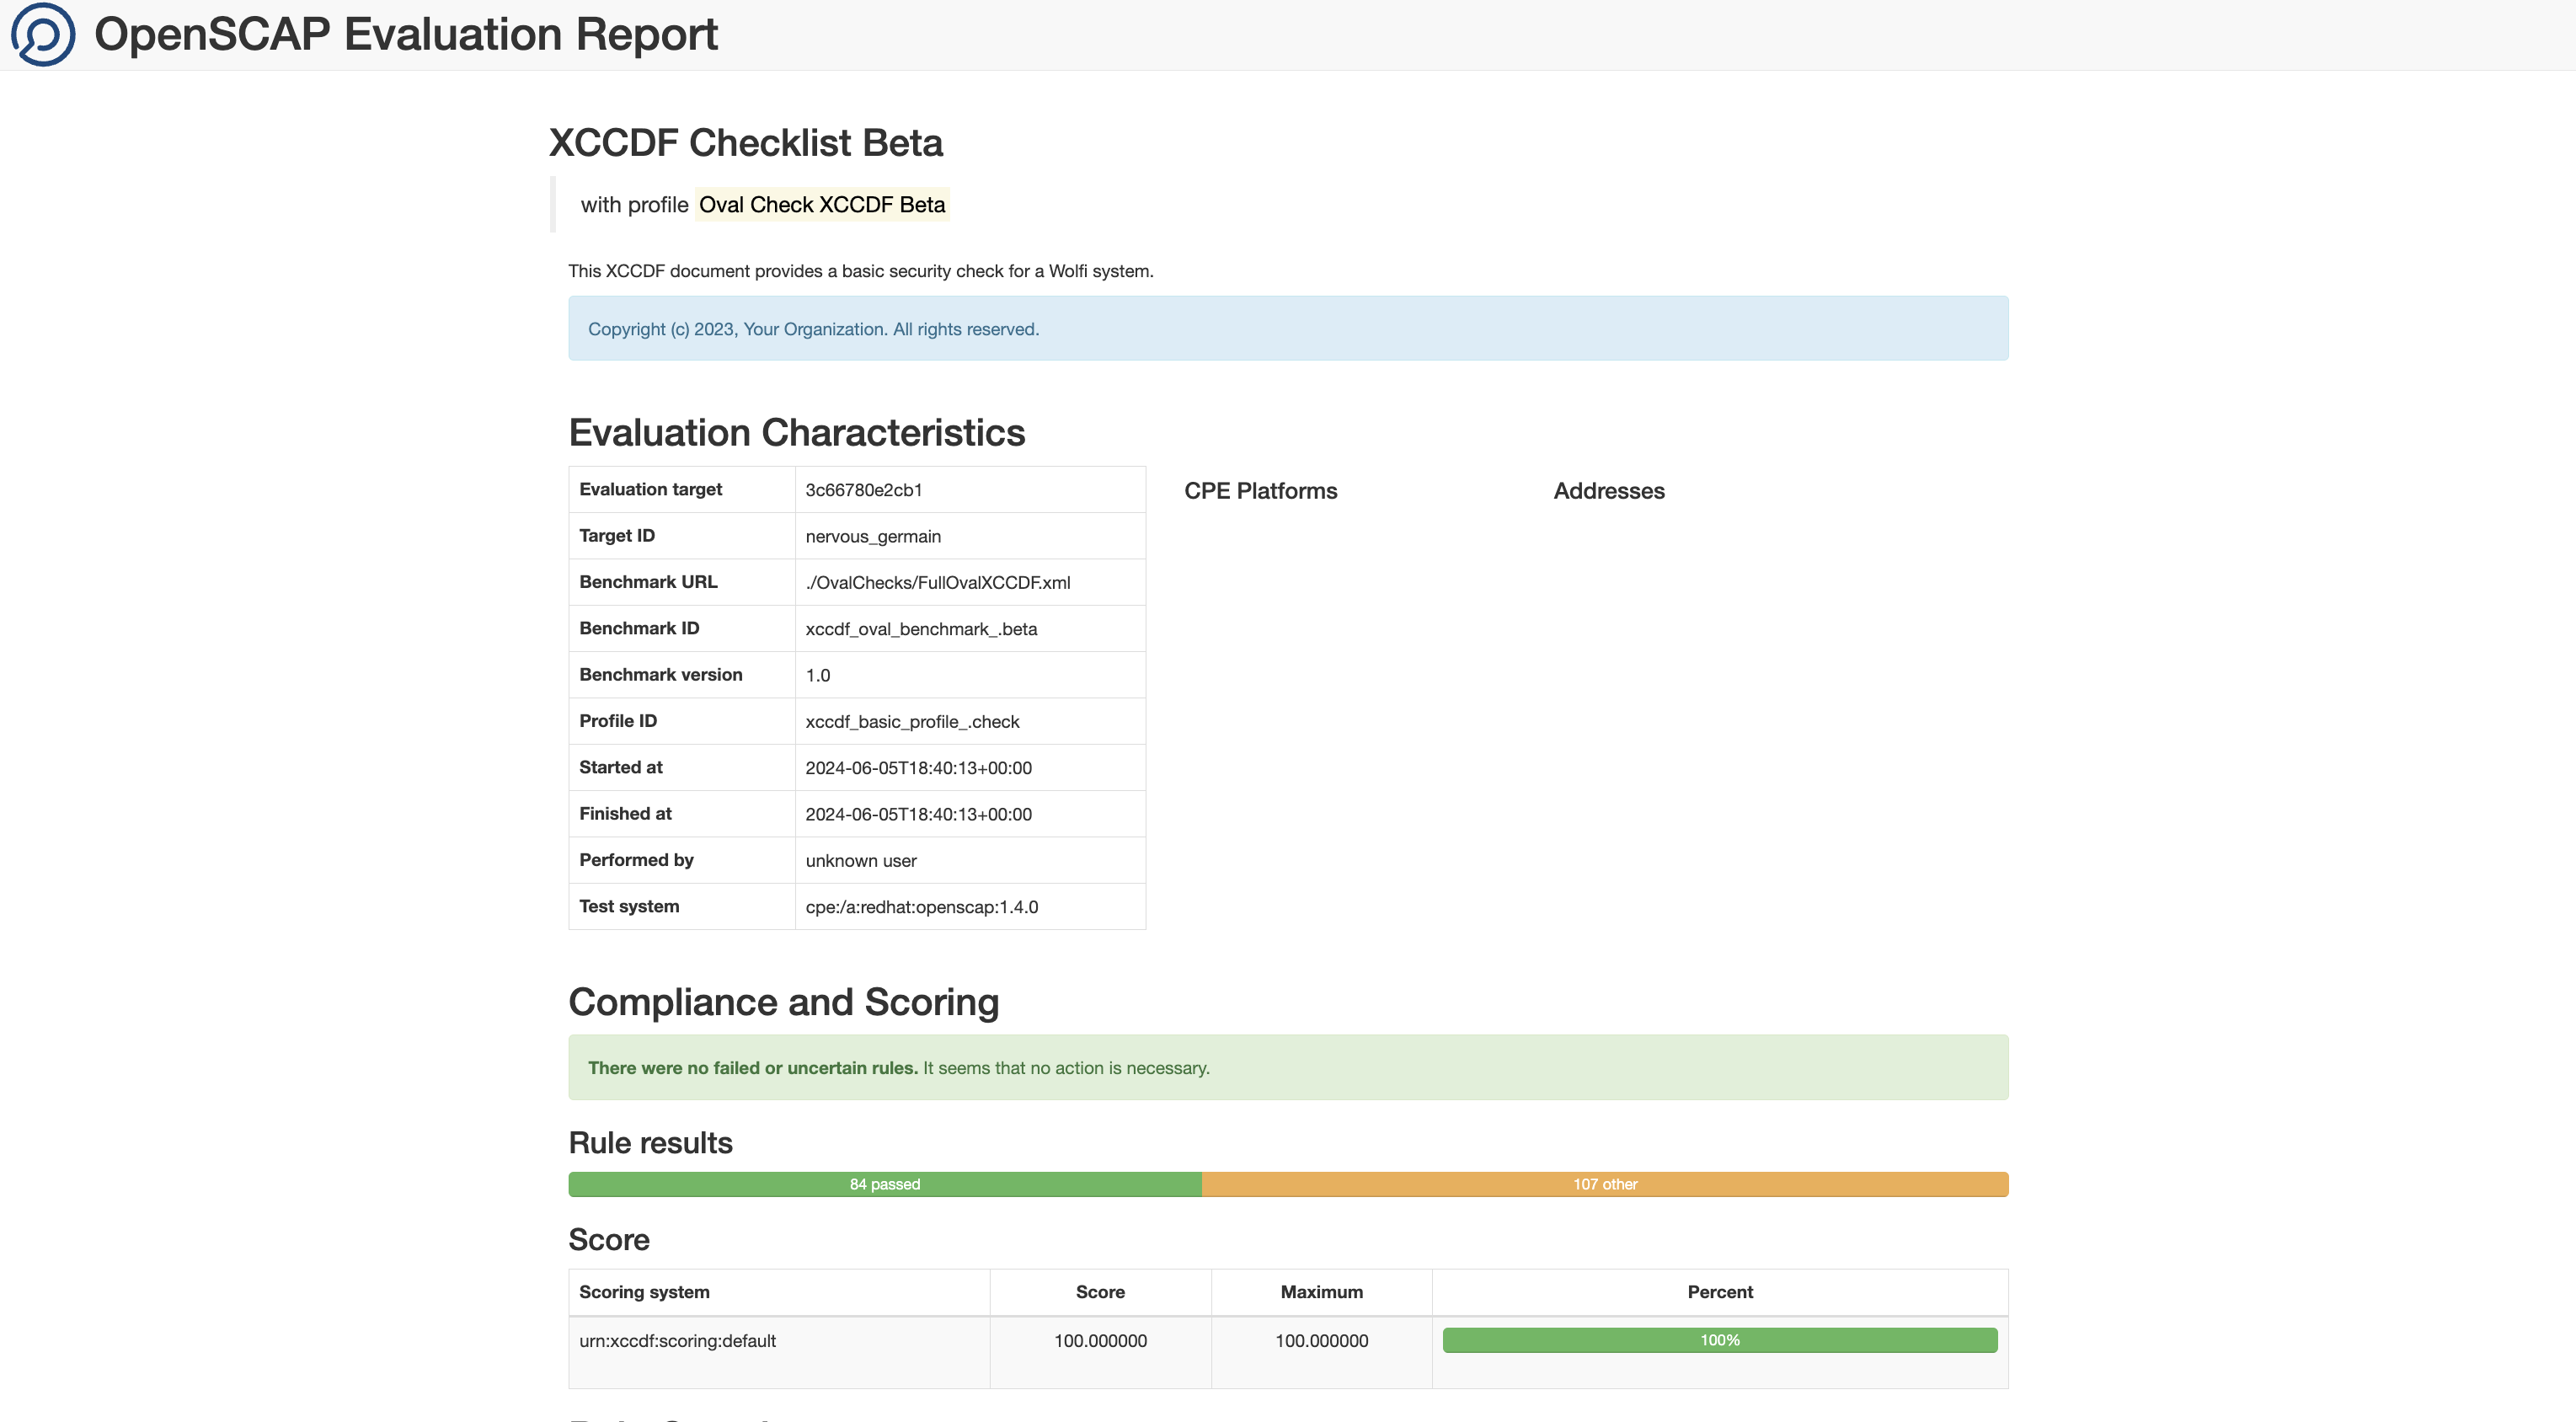 OpenSCAP Evaluation Report
XCCDF Checklist Beta
with profile Oval Check XCCDF Beta
This XCCDF document provides a basic security check for a Wolfi system.
Copyright (c) 2023, Your Organization. All rights reserved.
Evaluation Characteristics
Evaluation target 3c66780e2cb1
Target ID nervous_germain
Benchmark URL ./OvalChecks/FullOvalXCCDF.xml
Benchmark ID xccdf_oval_benchmark_.beta
Benchmark version 1.0
Profile ID xccdf_basic_profile_.check
Started at 2024-06-05T18:40:13+00:00
Finished at 2024-06-05T18:40:13+00:00
Performed by unknown user
Test system cpe:/a:redhat:openscap:1.4.0
CPE Platforms
Addresses
Compliance and Scoring
There were no failed or uncertain rules. It seems that no action is necessary.
Rule results
84 passed 107 other
Score
Scoring system Score Maximum Percent
urn:xccdf:scoring:default 100.000000 100.000000 100%